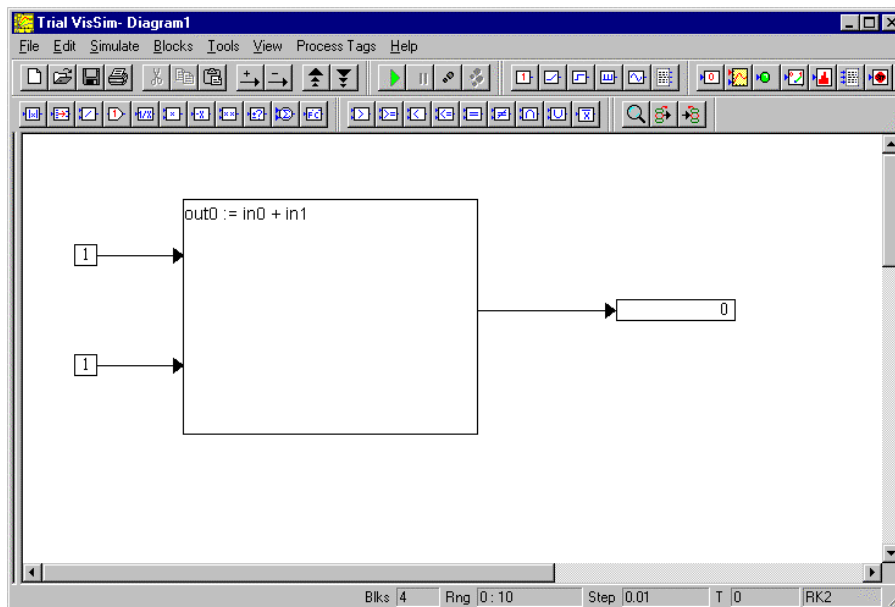 Trial VisSim- Diagram1
File Edit Simulate Blocks Tools View Process Tags Help
out0 := in0 + in1
1
0
1
Blks 4 Rng 0 : 10 Step 0.01 T 0 RK2